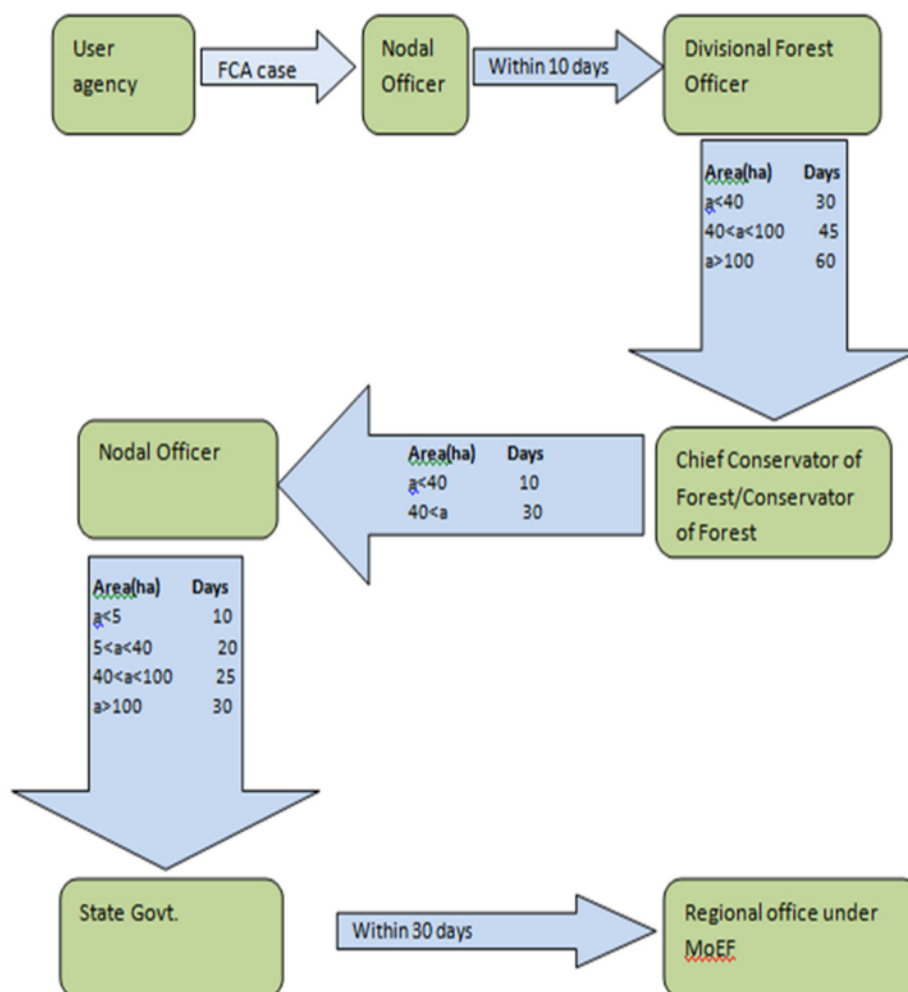 User
agency
FCA case
Nodal
Officer
Within 10 days
Divisional Forest
Officer
Area(ha) Days
a<40 30
40<a<100 45
a>100 60
Chief Conservator of
Forest/Conservator
of Forest
Area(ha) Days
a<40 10
40<a 30
Nodal Officer
Area(ha) Days
a<5 10
5<a<40 20
40<a<100 25
a>100 30
State Govt.
Within 30 days
Regional office under
MoEF